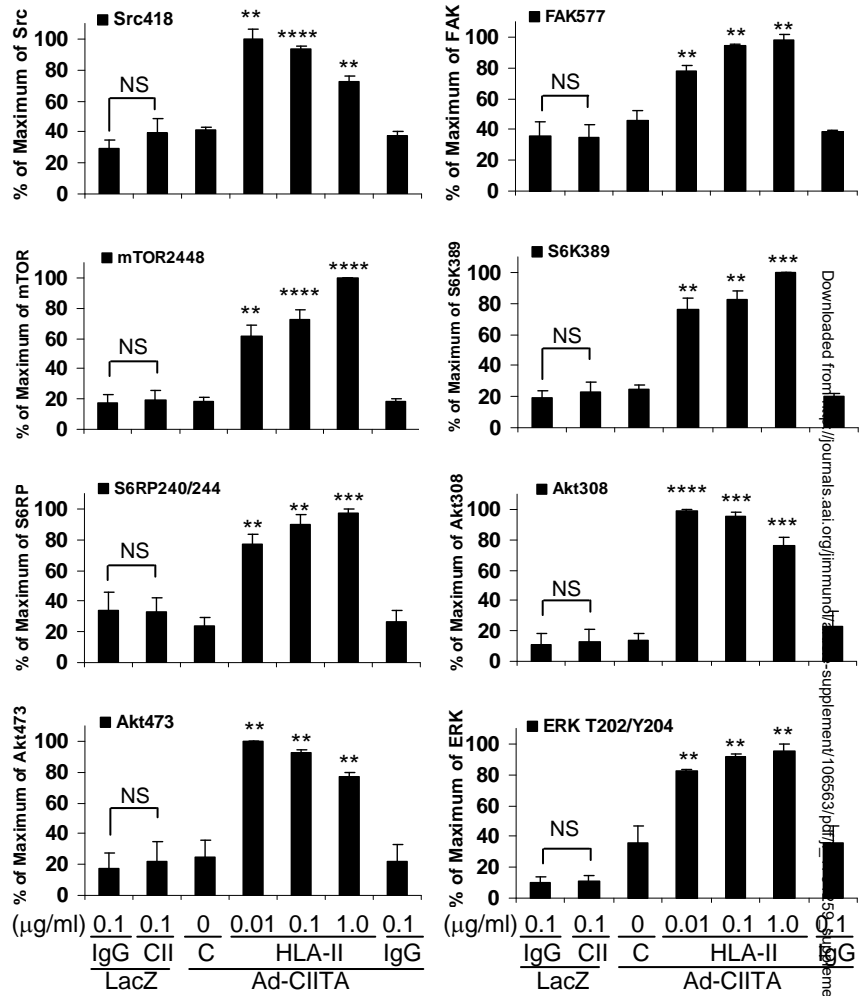 % of Maximum of Src
■ Src418
100
80
60
40
20
0
NS
**
****
**
% of Maximum of FAK
■ FAK577
100
80
60
40
20
0
NS
**
**
**
% of Maximum of mTOR
■ mTOR2448
100
80
60
40
20
0
NS
**
****
****
% of Maximum of S6K389
■ S6K389
100
80
60
40
20
0
NS
**
**
***
% of Maximum of S6RP
■ S6RP240/244
100
80
60
40
20
0
NS
**
**
***
% of Maximum of Akt308
■ Akt308
100
80
60
40
20
0
NS
****
***
***
% of Maximum of Akt473
■ Akt473
100
80
60
40
20
0
NS
**
**
**
% of Maximum of ERK
■ ERK T202/Y204
100
80
60
40
20
0
NS
**
**
**
(μg/ml) 0.1 0.1 0 0.01 0.1 1.0 0.1
IgG CII C HLA-II IgG
LacZ Ad-CIITA
0.1 0.1 0 0.01 0.1 1.0 0.1
IgG CII C HLA-II IgG
LacZ Ad-CIITA
Downloaded from //journals.aai.org/jimmunol/ -supplement/106563/pdf/